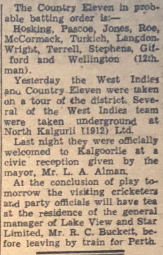 The Country Eleven in
probable batting order is:—
Hosking, Pascoe, Jones, Roe,
McCormack, Turkich, Langdon,
Wright, Terrell, Stephens, Gif-
ford and Wellington (12th
man).
Yesterday the West Indies
and Country Eleven were taken
on a tour of the district. Seve-
ral of the West Indies team
were taken underground at
North Kalgurli (1912) Ltd.
Last night they were officially
welcomed to Kalgoorlie at a
civic reception given by the
mayor, Mr. L. A. Alman.
At the conclusion of play to-
morrow the visiting cricketers
and party officials will have tea
at the residence of the general
manager of Lake View and Star
Limited, Mr. B. C. Buckett, be-
fore leaving by train for Perth.